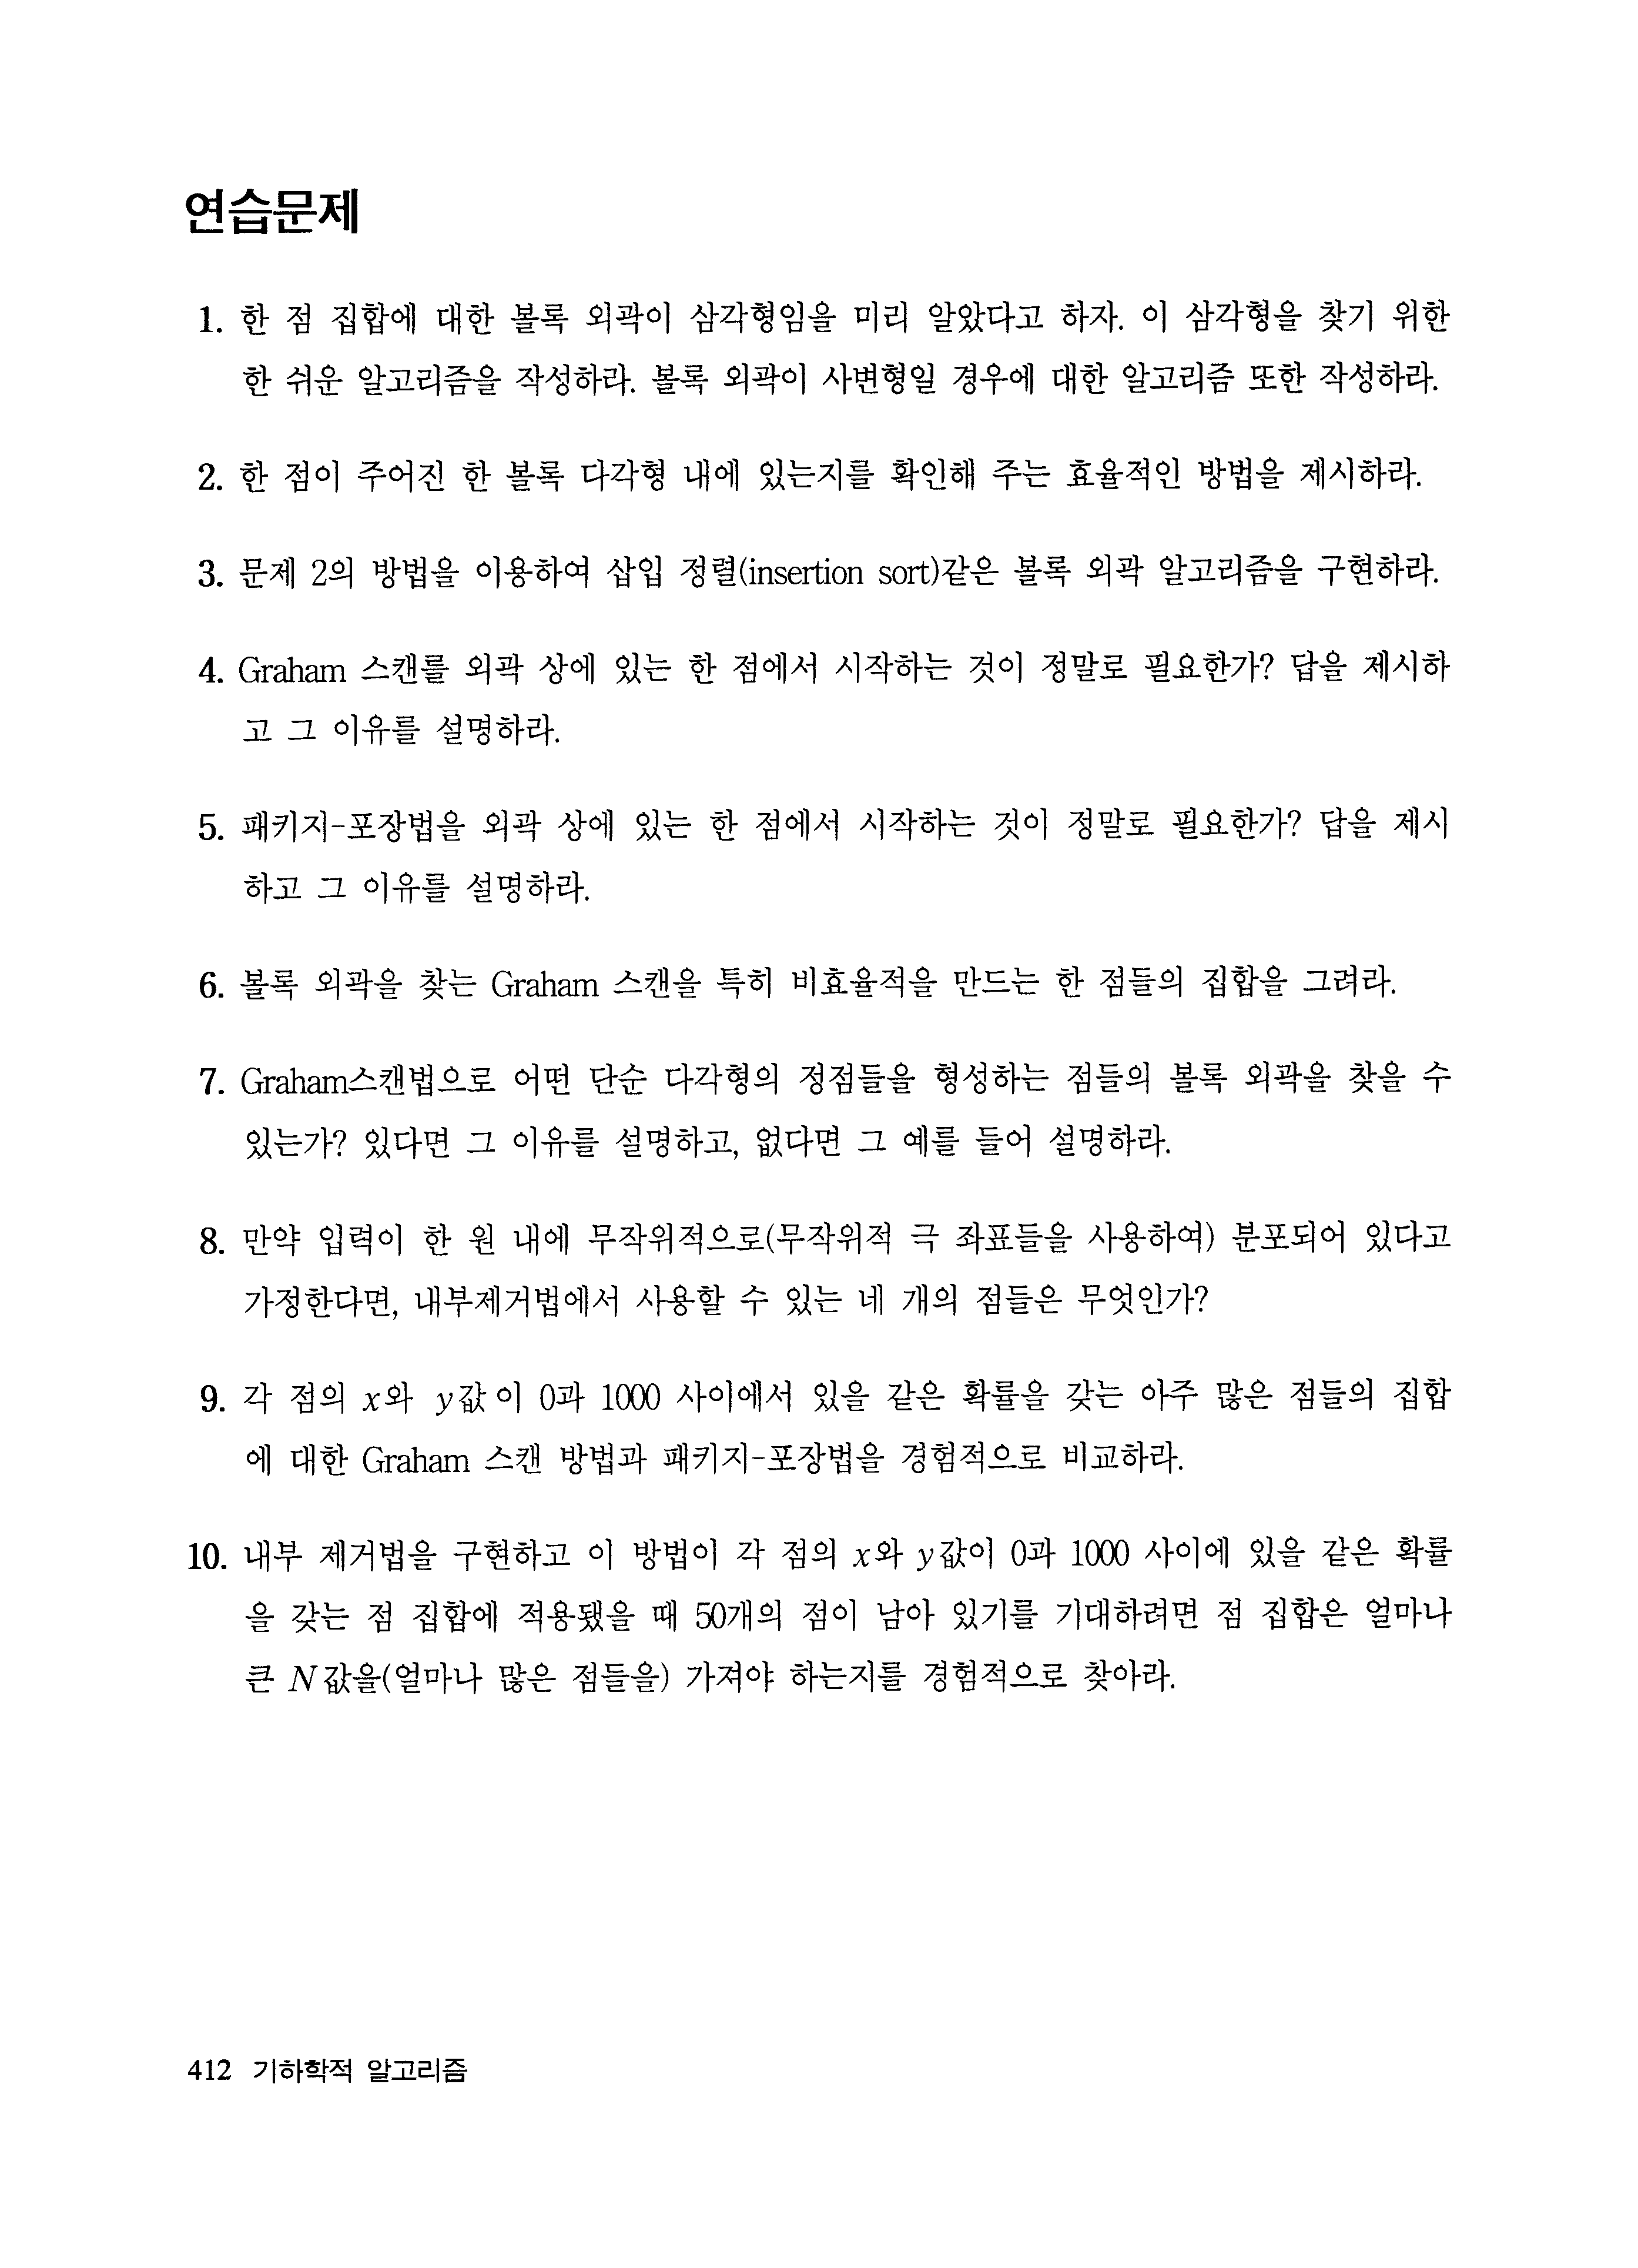 연습문제
1. 한 점 집합에 대한 볼록 외곽이 삼각형임을 미리 알았다고 하자. 이 삼각형을 찾기 위한
한 쉬운 알고리즘을 작성하라. 볼록 외곽이 사변형일 경우에 대한 알고리즘 또한 작성하라.
2. 한 점이 주어진 한 볼록 다각형 내에 있는지를 확인해 주는 효율적인 방법을 제시하라.
3. 문제 2의 방법을 이용하여 삽입 정렬(insertion sort)같은 볼록 외곽 알고리즘을 구현하라.
4. Graham 스캔를 외곽 상에 있는 한 점에서 시작하는 것이 정말로 필요한가? 답을 제시하
고 그 이유를 설명하라.
5. 패키지-포장법을 외곽 상에 있는 한 점에서 시작하는 것이 정말로 필요한가? 답을 제시
하고 그 이유를 설명하라.
6. 볼록 외곽을 찾는 Graham 스캔을 특히 비효율적을 만드는 한 점들의 집합을 그려라.
7. Graham스캔법으로 어떤 단순 다각형의 정점들을 형성하는 점들의 볼록 외곽을 찾을 수
있는가? 있다면 그 이유를 설명하고, 없다면 그 예를 들어 설명하라.
8. 만약 입력이 한 원 내에 무작위적으로(무작위적 극 좌표들을 사용하여) 분포되어 있다고
가정한다면, 내부제거법에서 사용할 수 있는 네 개의 점들은 무엇인가?
9. 각 점의 x와 y값이 0과 1000 사이에서 있을 같은 확률을 갖는 아주 많은 점들의 집합
에 대한 Graham 스캔 방법과 패키지-포장법을 경험적으로 비교하라.
10. 내부 제거법을 구현하고 이 방법이 각 점의 x와 y값이 0과 1000 사이에 있을 같은 확률
을 갖는 점 집합에 적용됐을 때 50개의 점이 남아 있기를 기대하려면 점 집합은 얼마나
큰 N값을(얼마나 많은 점들을) 가져야 하는지를 경험적으로 찾아라.
412 기하학적 알고리즘